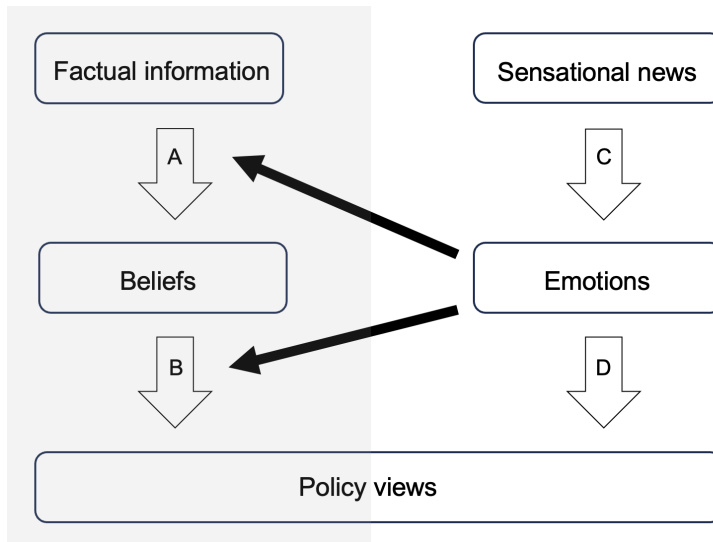 Factual information
Sensational news
A
C
Beliefs
Emotions
B
D
Policy views